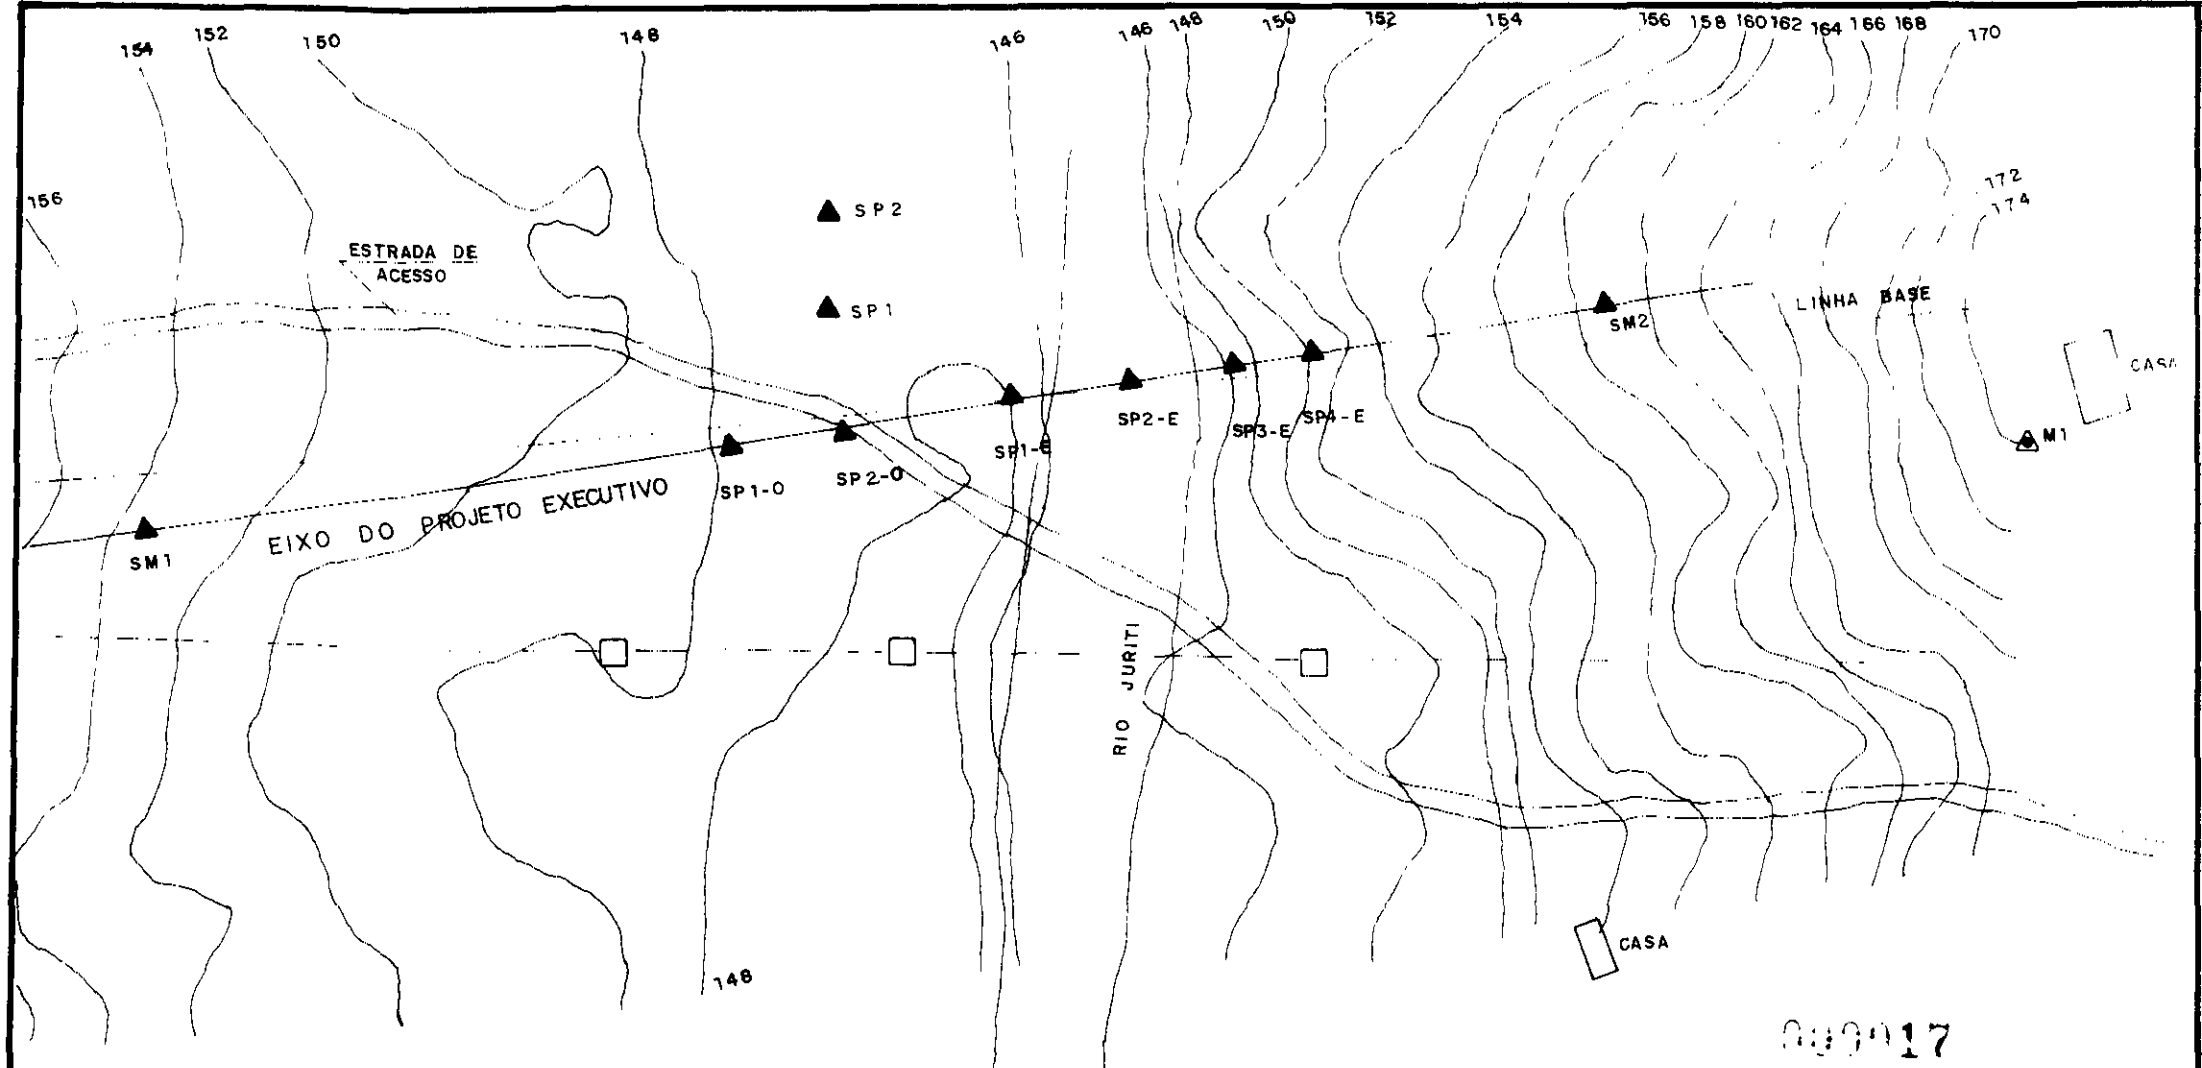 154
152
150
148
146
146
148
150
152
154
156
158
160
162
164
166
168
170
156
172
174
SP2
ESTRADA DE
ACESSO
SP1
LINHA BASE
SM2
CASA
SP2-E
SP3-E
SP4-E
M1
SP1-E
SP2-O
SP1-O
EIXO DO PROJETO EXECUTIVO
SM1
RIO JURITI
CASA
148